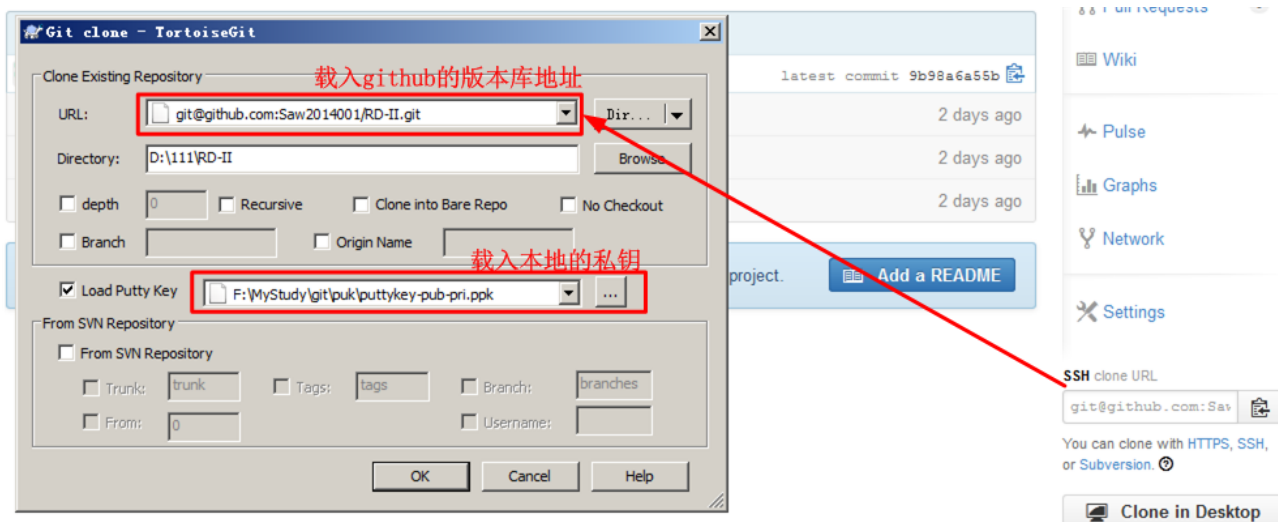 Git clone - TortoiseGit
Clone Existing Repository
载入github的版本库地址
URL: git@github.com:Saw2014001/RD-II.git Dir...
Directory: D:\111\RD-II Browse
depth 0 Recursive Clone into Bare Repo No Checkout
Branch Origin Name
载入本地的私钥
Load Putty Key F:\MyStudy\git\puk\puttykey-pub-pri.ppk ...
From SVN Repository
From SVN Repository
Trunk: trunk Tags: tags Branch: branches
From: 0 Username:
OK Cancel Help
latest commit 9b98a6a55b
2 days ago
2 days ago
2 days ago
project. Add a README
Pull Requests
Wiki
Pulse
Graphs
Network
Settings
SSH clone URL
git@github.com:Saw
You can clone with HTTPS, SSH,
or Subversion.
Clone in Desktop